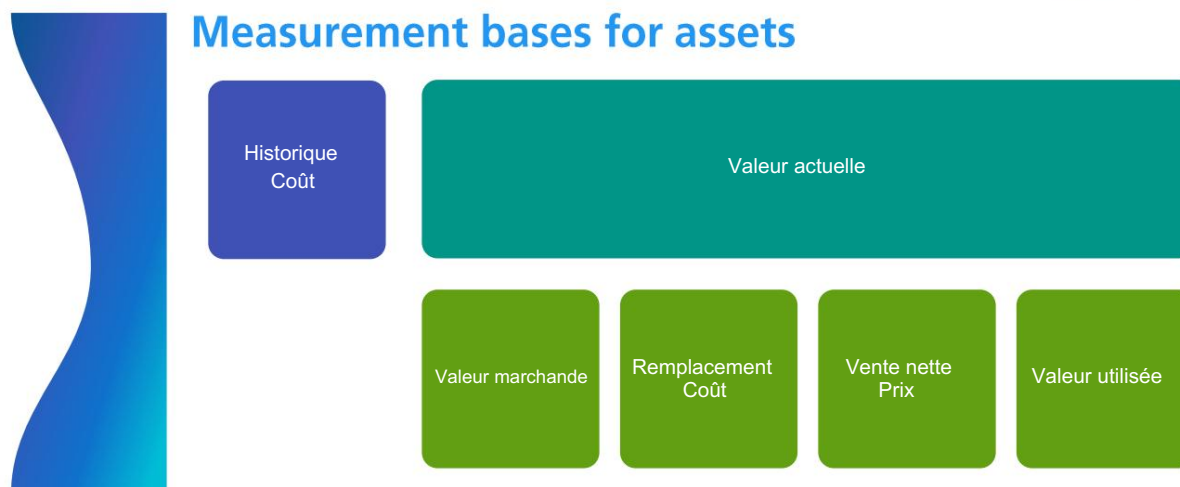 Measurement bases for assets
Historique
Coût
Valeur actuelle
Valeur marchande
Remplacement
Coût
Vente nette
Prix
Valeur utilisée